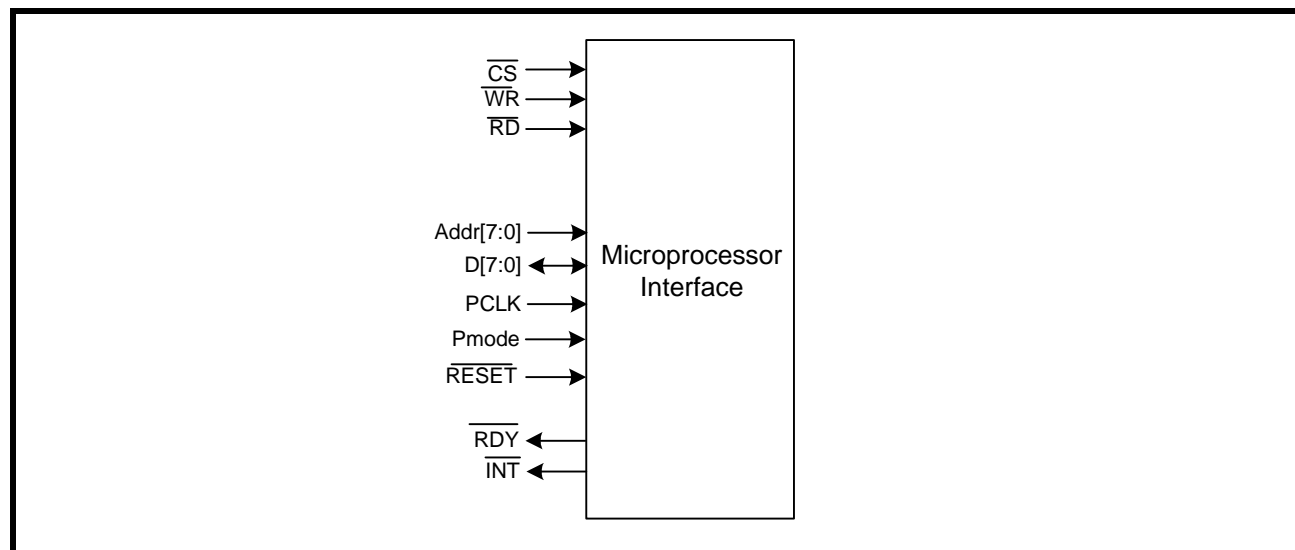 CS
WR
RD
Addr[7:0]
D[7:0]
PCLK
Pmode
RESET
RDY
INT
Microprocessor
Interface